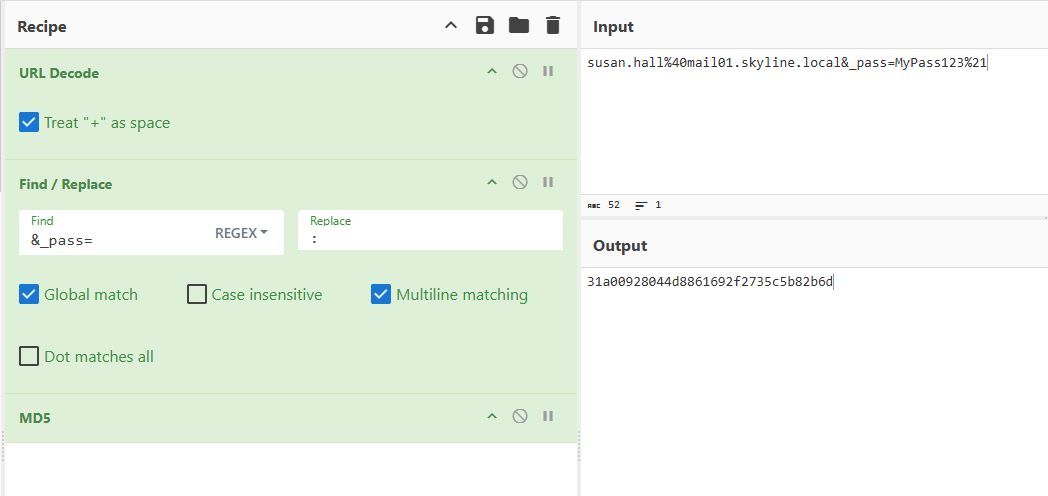 Recipe
URL Decode
Treat "+" as space
Find / Replace
Find
&_pass=
REGEX
Replace
:
Global match
Case insensitive
Multiline matching
Dot matches all
MD5
Input
susan.hall%40mail01.skyline.local&_pass=MyPass123%21
ABC 52 1
Output
31a00928044d8861692f2735c5b82b6d